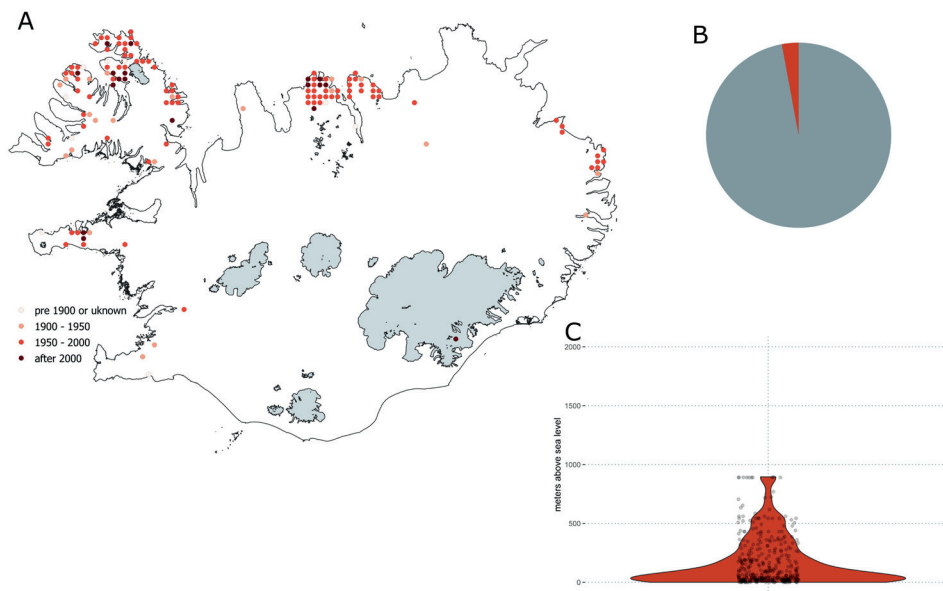 A
B
pre 1900 or uknown
1900 - 1950
1950 - 2000
after 2000
C
meters above sea level
2000
1500
1000
500
0